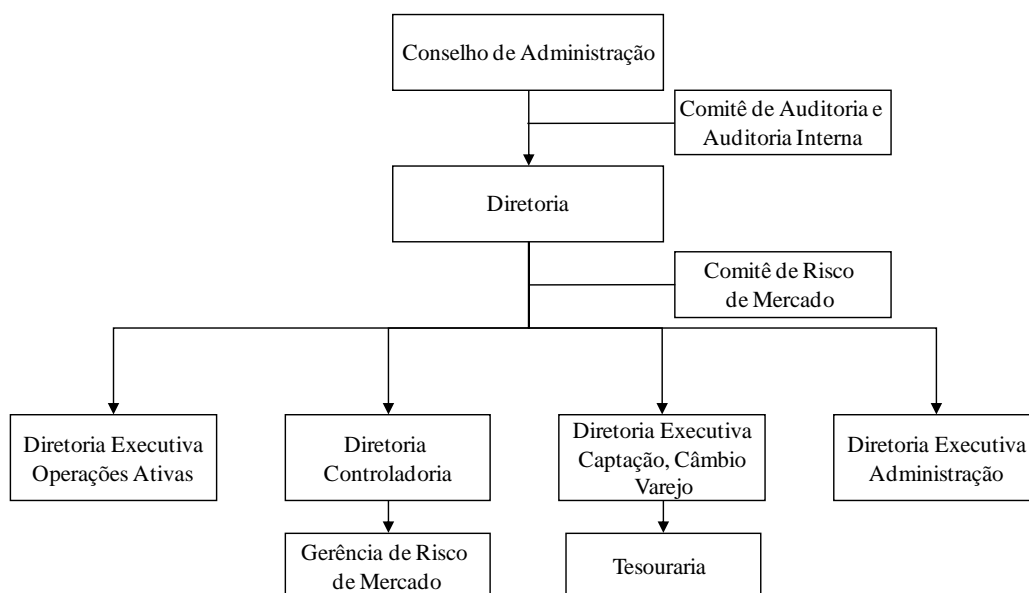 Conselho de Administração
Comitê de Auditoria e
Auditoria Interna
Diretoria
Comitê de Risco
de Mercado
Diretoria Executiva
Operações Ativas
Diretoria
Controladoria
Diretoria Executiva
Captação, Câmbio
Varejo
Diretoria Executiva
Administração
Gerência de Risco
de Mercado
Tesouraria